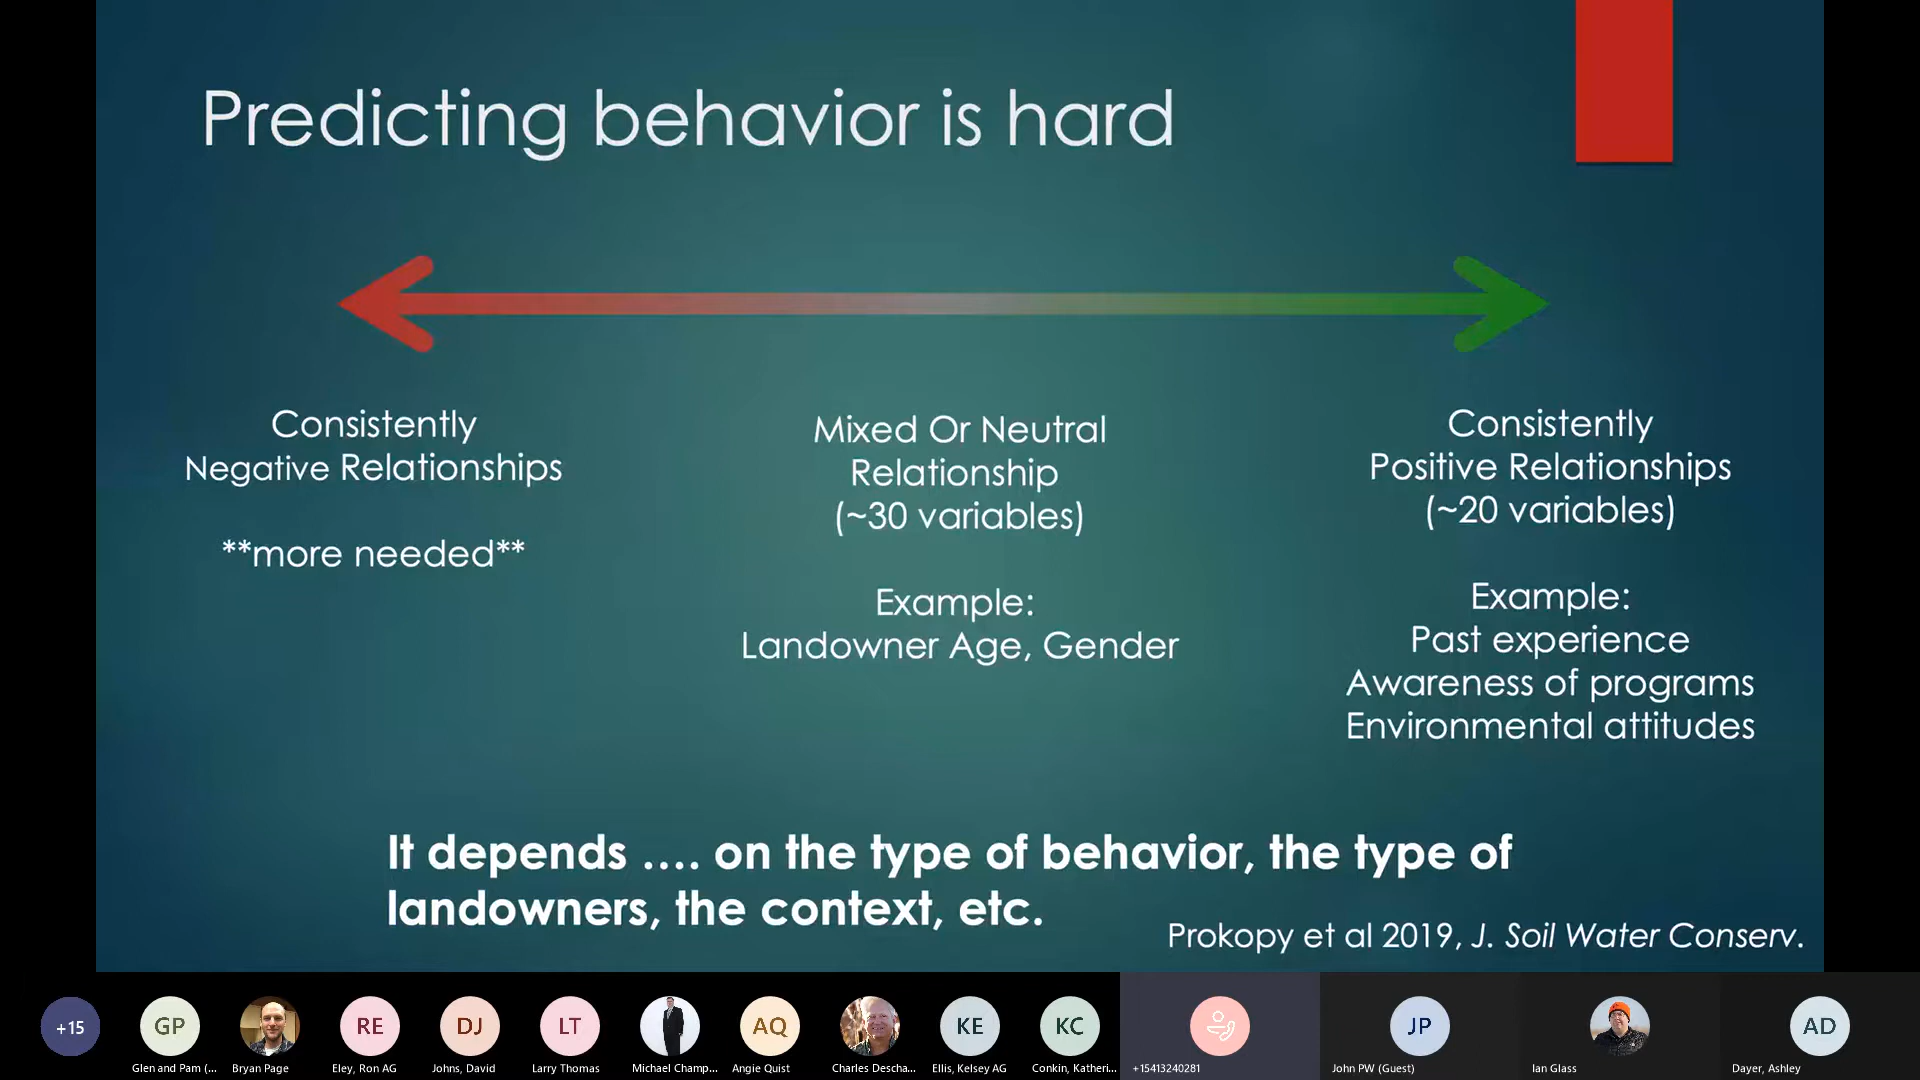 Predicting behavior is hard
Consistently
Negative Relationships
**more needed**
Mixed Or Neutral
Relationship
(~30 variables)
Example:
Landowner Age, Gender
Consistently
Positive Relationships
(~20 variables)
Example:
Past experience
Awareness of programs
Environmental attitudes
It depends .... on the type of behavior, the type of
landowners, the context, etc.
Prokopy et al 2019, J. Soil Water Conserv.
+15
GP
RE
DJ
LT
AQ
KE
KC
JP
AD
Glen and Pam (...
Bryan Page
Eley, Ron AG
Johns, David
Larry Thomas
Michael Champ...
Angie Quist
Charles Descha...
Ellis, Kelsey AG
Conkin, Katheri...
+15413240281
John PW (Guest)
Ian Glass
Dayer, Ashley